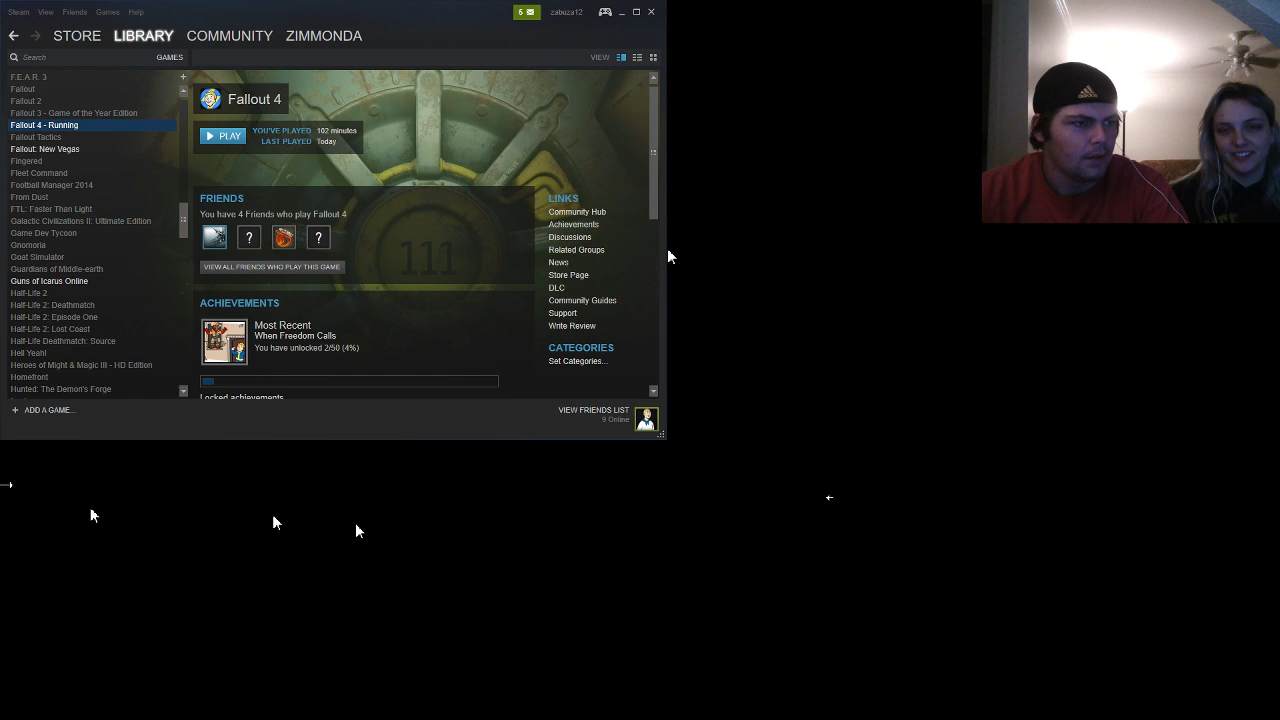 Steam View Friends Games Help
5
zabuza12
STORE LIBRARY COMMUNITY ZIMMONDA
Search GAMES
VIEW
F.E.A.R. 3 +
Fallout
Fallout 2
Fallout 3 - Game of the Year Edition
Fallout 4 - Running
Fallout Tactics
Fallout: New Vegas
Fingered
Fleet Command
Football Manager 2014
From Dust
FTL: Faster Than Light
Galactic Civilizations II: Ultimate Edition
Game Dev Tycoon
Gnomoria
Goat Simulator
Guardians of Middle-earth
Guns of Icarus Online
Half-Life 2
Half-Life 2: Deathmatch
Half-Life 2: Episode One
Half-Life 2: Lost Coast
Half-Life Deathmatch: Source
Hell Yeah!
Heroes of Might & Magic III - HD Edition
Homefront
Hunted: The Demon's Forge
+ ADD A GAME...
Fallout 4
PLAY
YOU'VE PLAYED 102 minutes
LAST PLAYED Today
FRIENDS
You have 4 Friends who play Fallout 4
? ?
VIEW ALL FRIENDS WHO PLAY THIS GAME
111
ACHIEVEMENTS
Most Recent
When Freedom Calls
You have unlocked 2/50 (4%)
Locked achievements
LINKS
Community Hub
Achievements
Discussions
Related Groups
News
Store Page
DLC
Community Guides
Support
Write Review
CATEGORIES
Set Categories...
VIEW FRIENDS LIST
9 Online
adidas